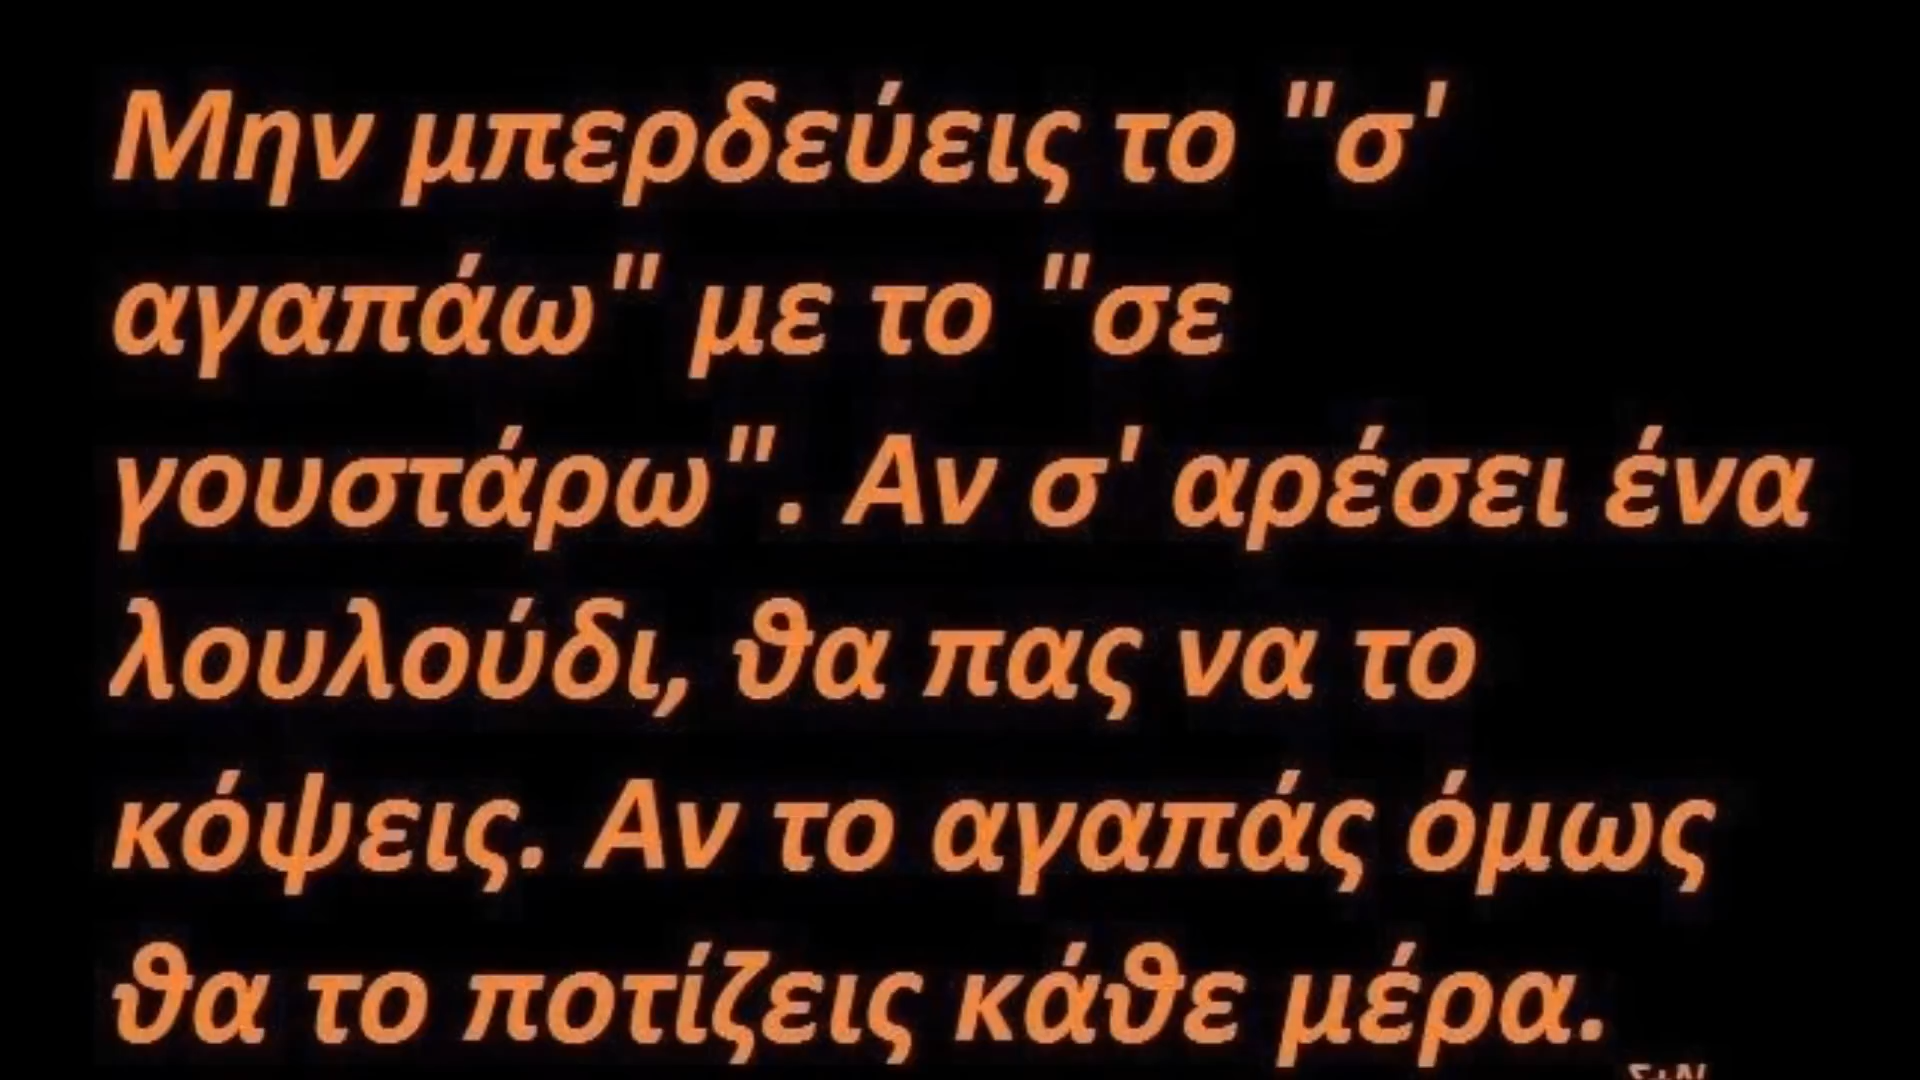 Μην μπερδεύεις το "σ'
αγαπάω" με το "σε
γουστάρω". Αν σ' αρέσει ένα
λουλούδι, θα πας να το
κόψεις. Αν το αγαπάς όμως
θα το ποτίζεις κάθε μέρα.